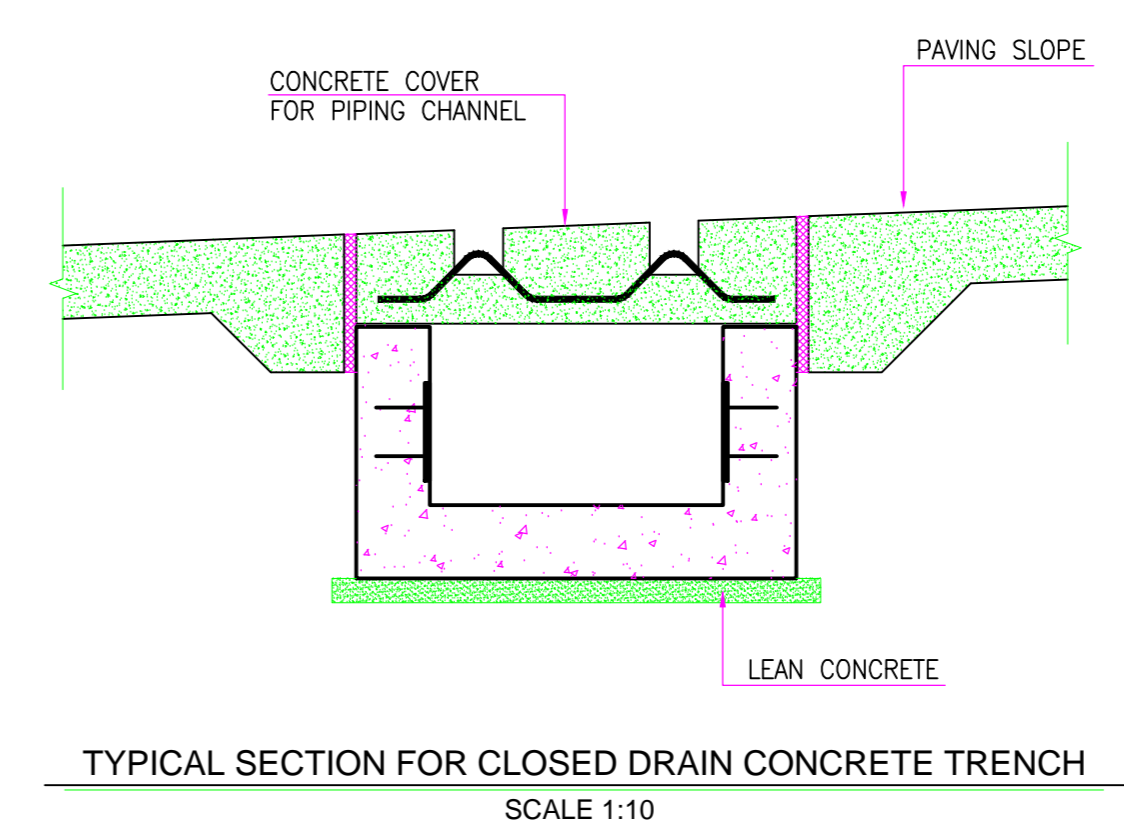 PAVING SLOPE
CONCRETE COVER
FOR PIPING CHANNEL
LEAN CONCRETE
TYPICAL SECTION FOR CLOSED DRAIN CONCRETE TRENCH
SCALE 1:10